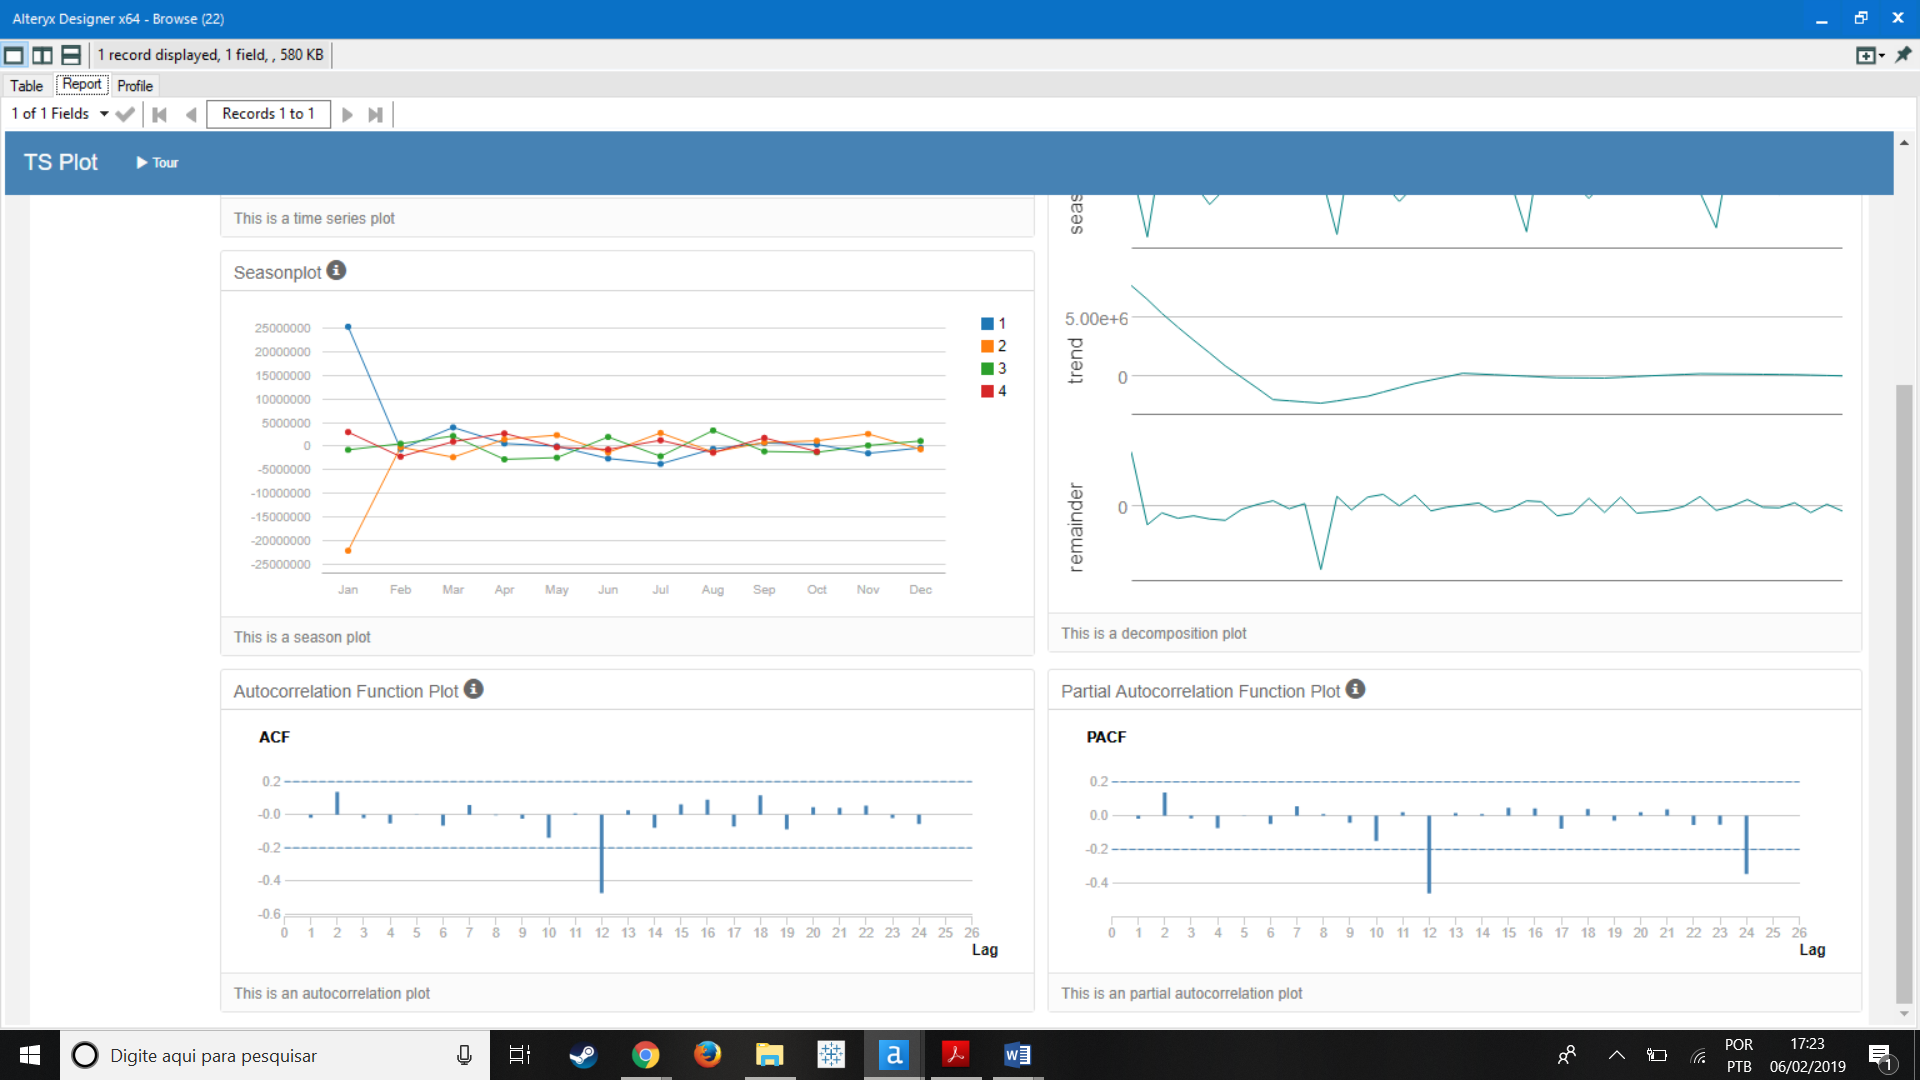 Alteryx Designer x64 - Browse (22)
1 record displayed, 1 field, , 580 KB
Table Report Profile
1 of 1 Fields Records 1 to 1
TS Plot Tour
This is a time series plot
Seasonplot
25000000
20000000
15000000
10000000
5000000
0
-5000000
-10000000
-15000000
-20000000
-25000000
Jan Feb Mar Apr May Jun Jul Aug Sep Oct Nov Dec
1
2
3
4
This is a season plot
seas
5.00e+6
0
trend
0
remainder
This is a decomposition plot
Autocorrelation Function Plot
ACF
0.2
-0.0
-0.2
-0.4
-0.6
0 1 2 3 4 5 6 7 8 9 10 11 12 13 14 15 16 17 18 19 20 21 22 23 24 25 26
Lag
This is an autocorrelation plot
Partial Autocorrelation Function Plot
PACF
0.2
0.0
-0.2
-0.4
0 1 2 3 4 5 6 7 8 9 10 11 12 13 14 15 16 17 18 19 20 21 22 23 24 25 26
Lag
This is an partial autocorrelation plot
Digite aqui para pesquisar
a
W
POR
PTB
17:23
06/02/2019
1